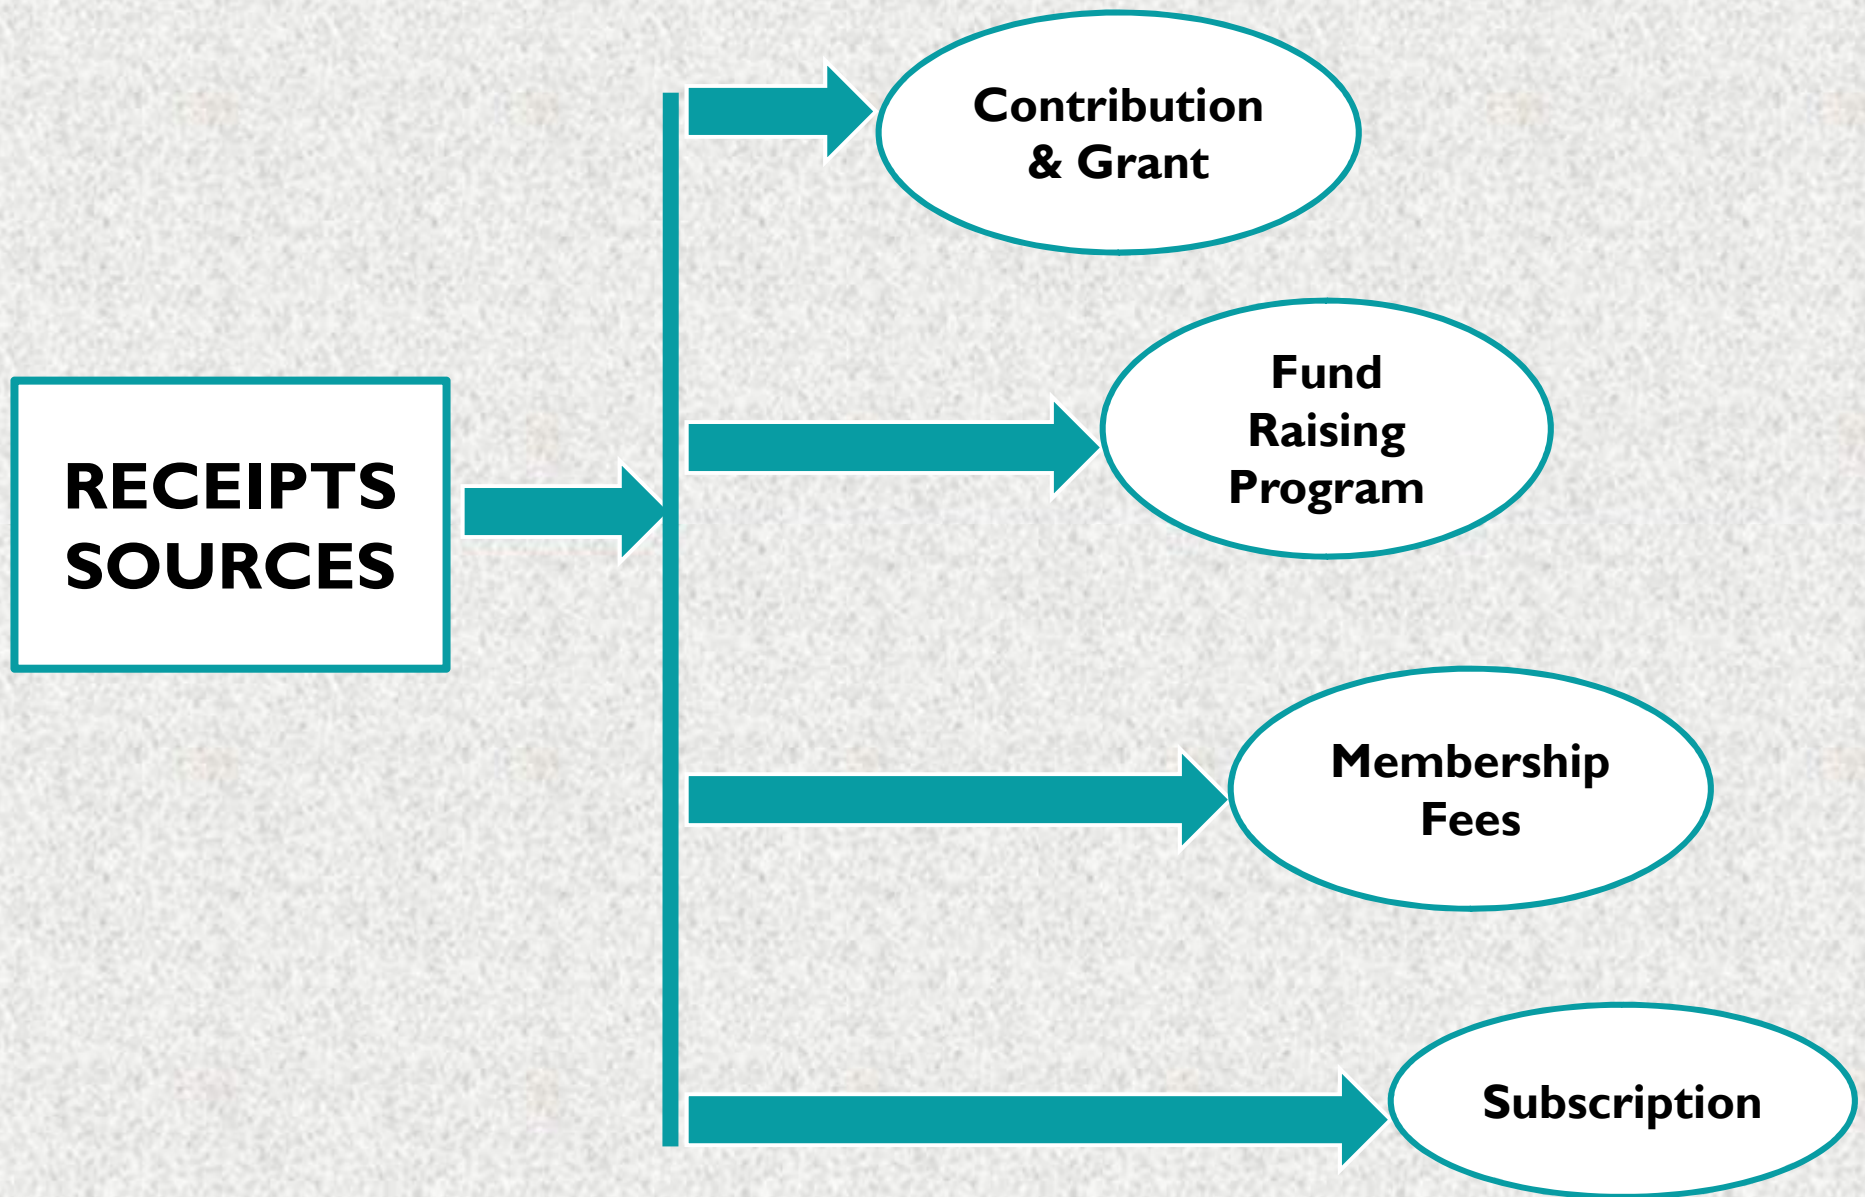 Contribution
& Grant
Fund
Raising
Program
RECEIPTS
SOURCES
Membership
Fees
Subscription